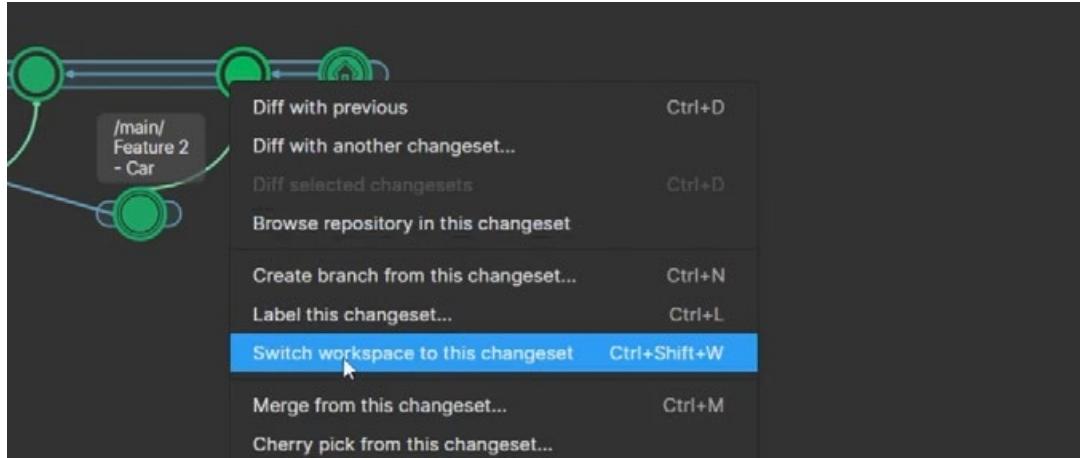 /main/
Feature 2
- Car
Diff with previous Ctrl+D
Diff with another changeset...
Diff selected changesets Ctrl+D
Browse repository in this changeset
Create branch from this changeset... Ctrl+N
Label this changeset... Ctrl+L
Switch workspace to this changeset Ctrl+Shift+W
Merge from this changeset... Ctrl+M
Cherry pick from this changeset...